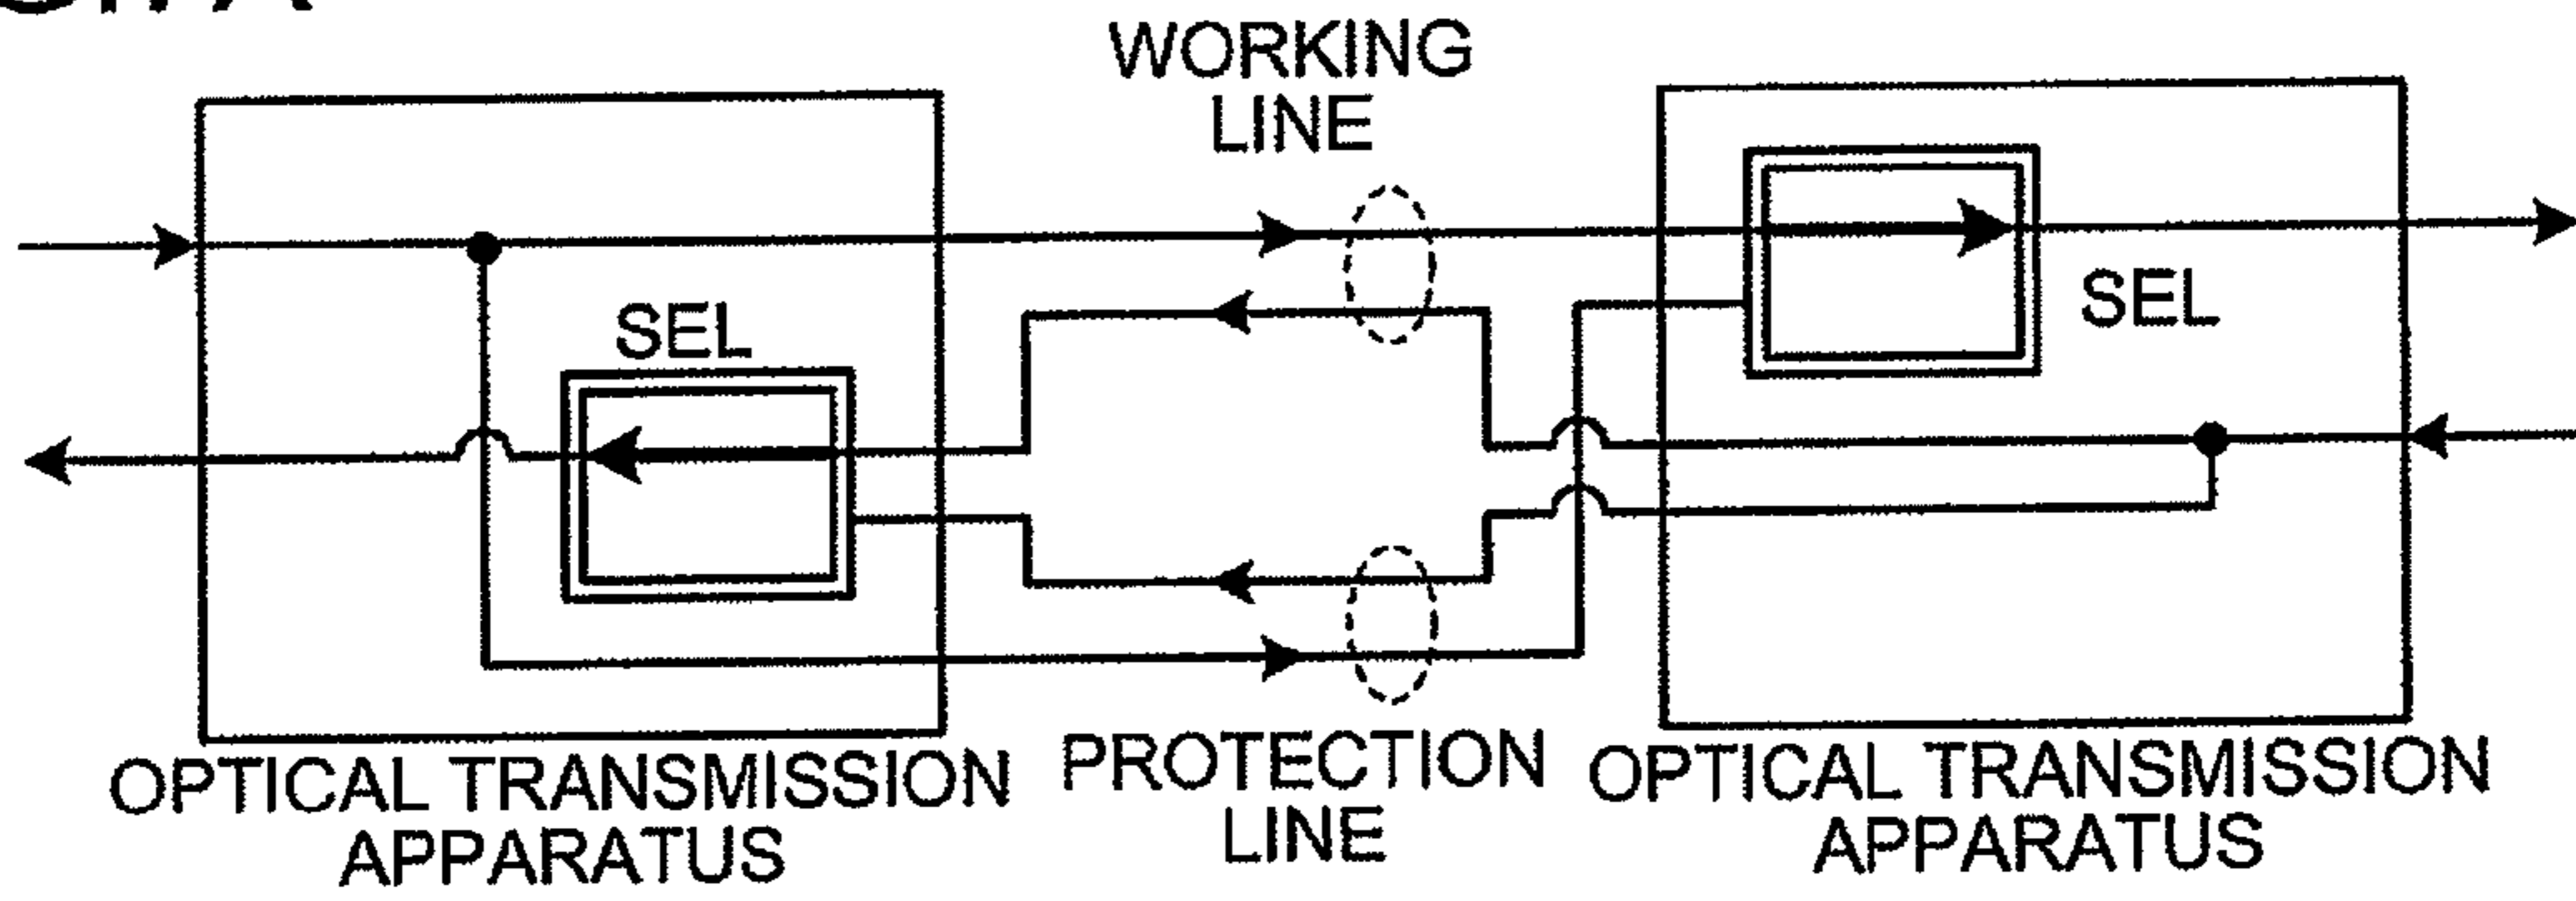 WORKING
LINE
SEL
SEL
OPTICAL TRANSMISSION
APPARATUS
PROTECTION
LINE
OPTICAL TRANSMISSION
APPARATUS